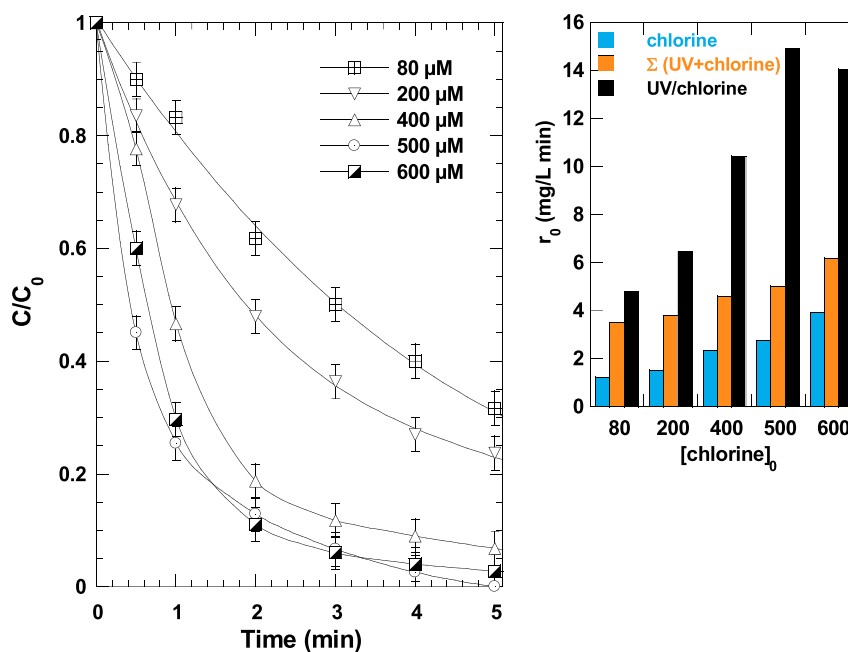 1
0.8
0.6
0.4
0.2
0
C/C0
0
1
2
3
4
5
Time (min)
80 µM
200 µM
400 µM
500 µM
600 µM
16
14
12
10
8
6
4
2
0
r0 (mg/L min)
chlorine
Σ (UV+chlorine)
UV/chlorine
80
200
400
500
600
[chlorine]0